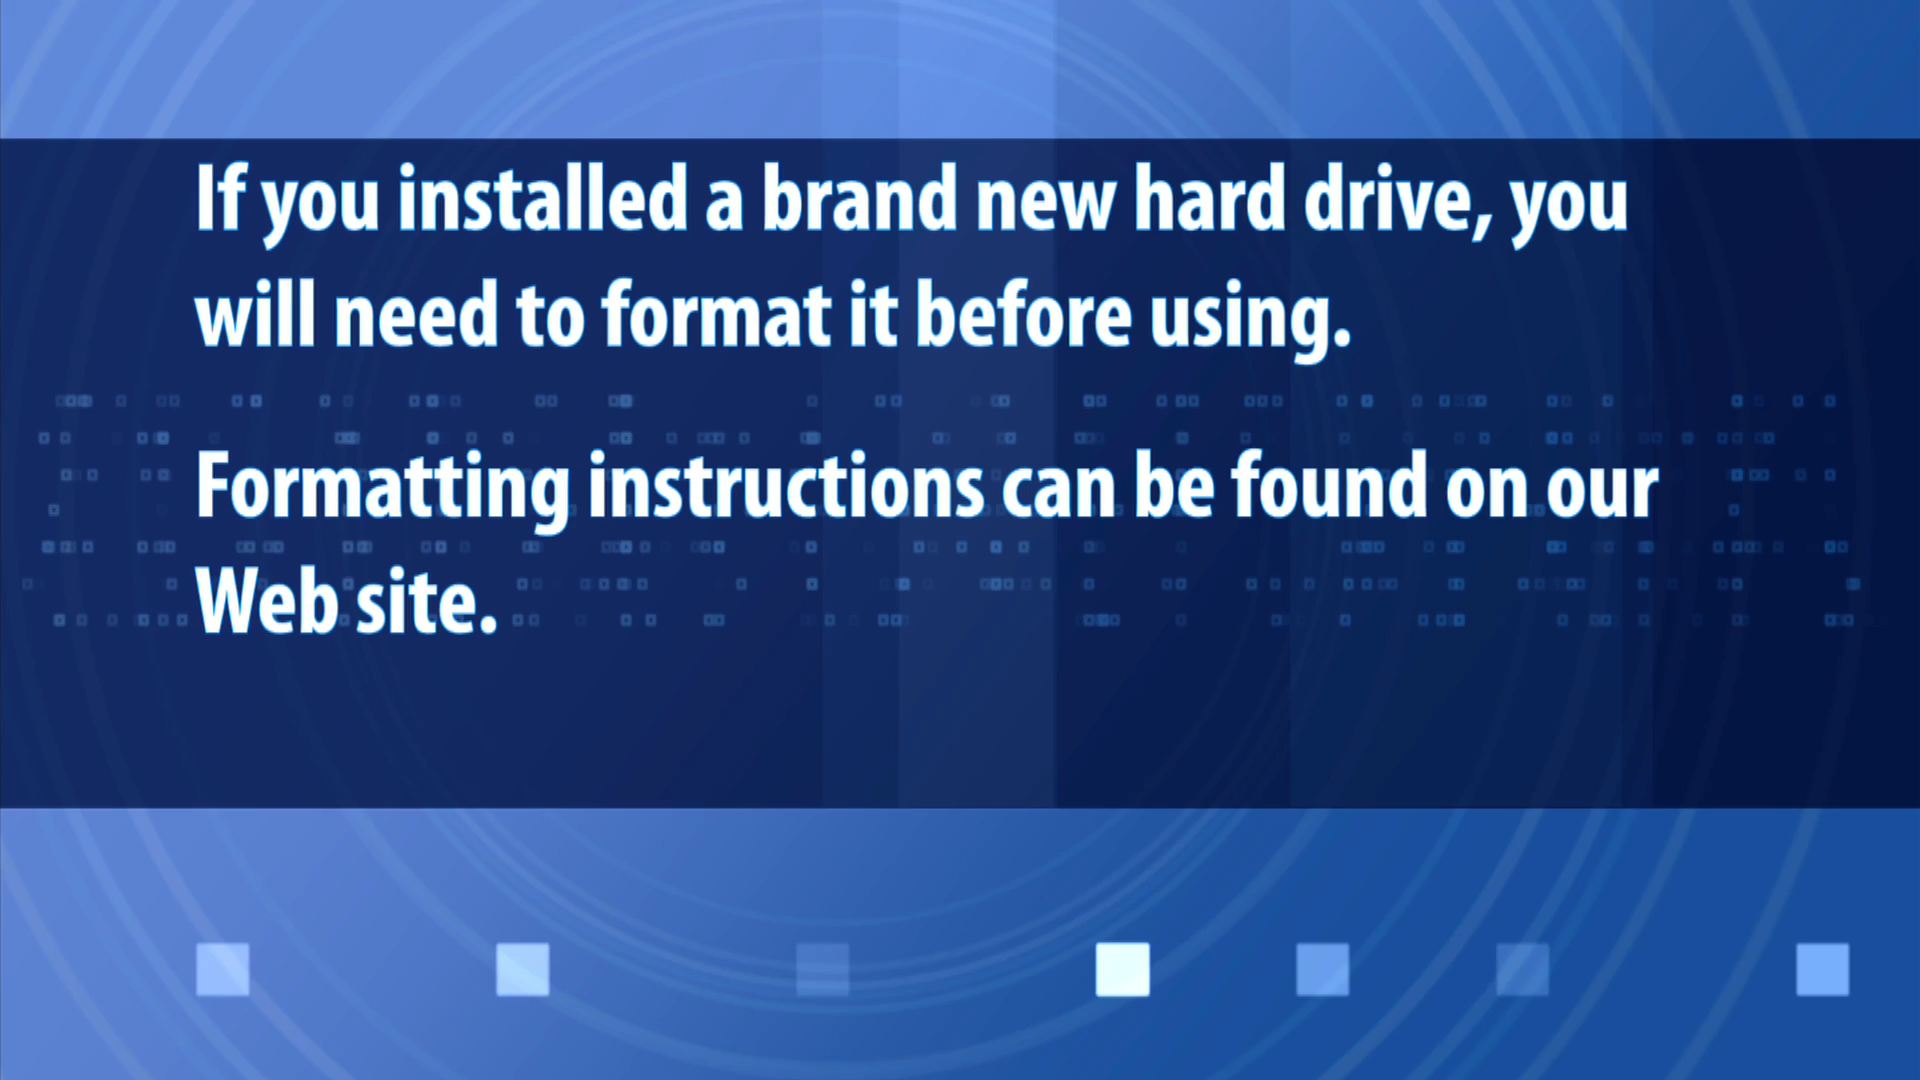 If you installed a brand new hard drive, you
will need to format it before using.
Formatting instructions can be found on our
Web site.